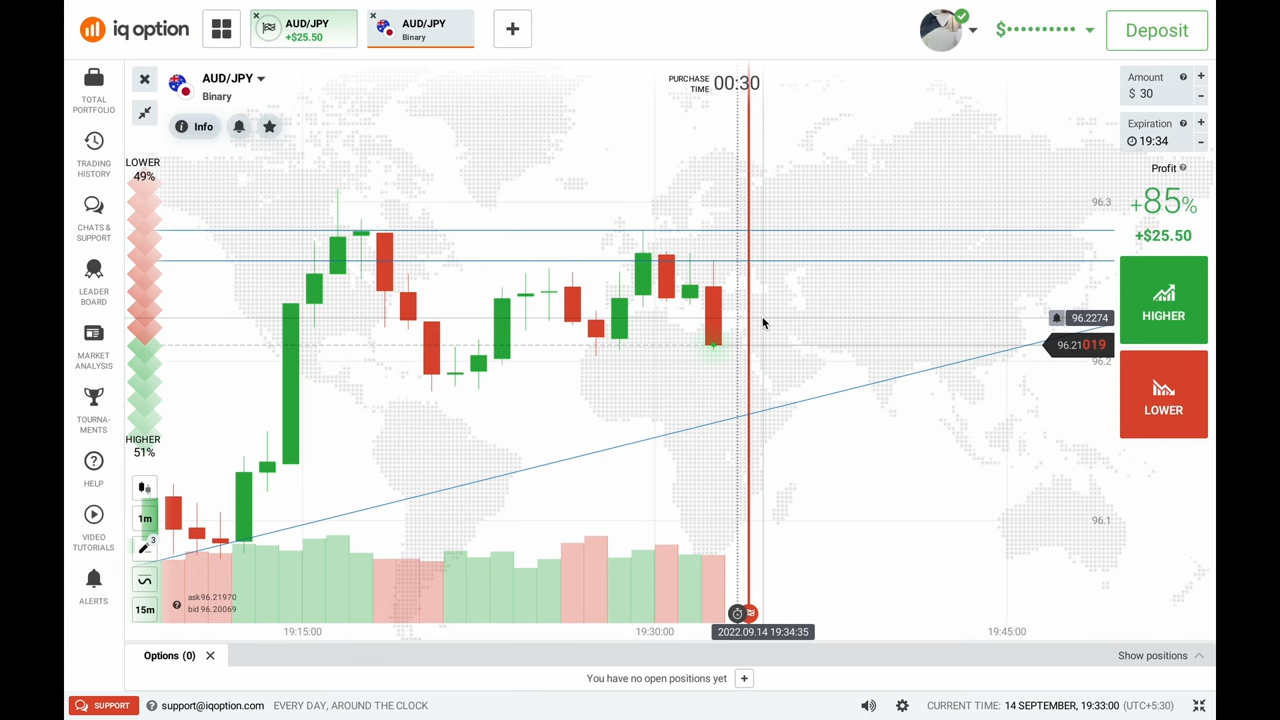 iq option
AUD/JPY
+$25.50
AUD/JPY
Binary
$
Deposit
TOTAL
PORTFOLIO
TRADING
HISTORY
CHATS &
SUPPORT
LEADER
BOARD
MARKET
ANALYSIS
TOURNA-
MENTS
HELP
VIDEO
TUTORIALS
ALERTS
AUD/JPY
Binary
Info
LOWER
49%
HIGHER
51%
1m
3
15m
PURCHASE
TIME
00:30
96.3
96.2274
96.21019
96.2
96.1
ask96.21970
bid 96.20069
19:15:00
19:30:00
2022.09.14 19:34:35
19:45:00
Amount
$ 30
+
-
Expiration
19:34
+
-
Profit
+85%
+$25.50
HIGHER
LOWER
Options (0)
Show positions
You have no open positions yet
+
SUPPORT
support@iqoption.com
EVERY DAY, AROUND THE CLOCK
CURRENT TIME: 14 SEPTEMBER, 19:33:00 (UTC+5:30)